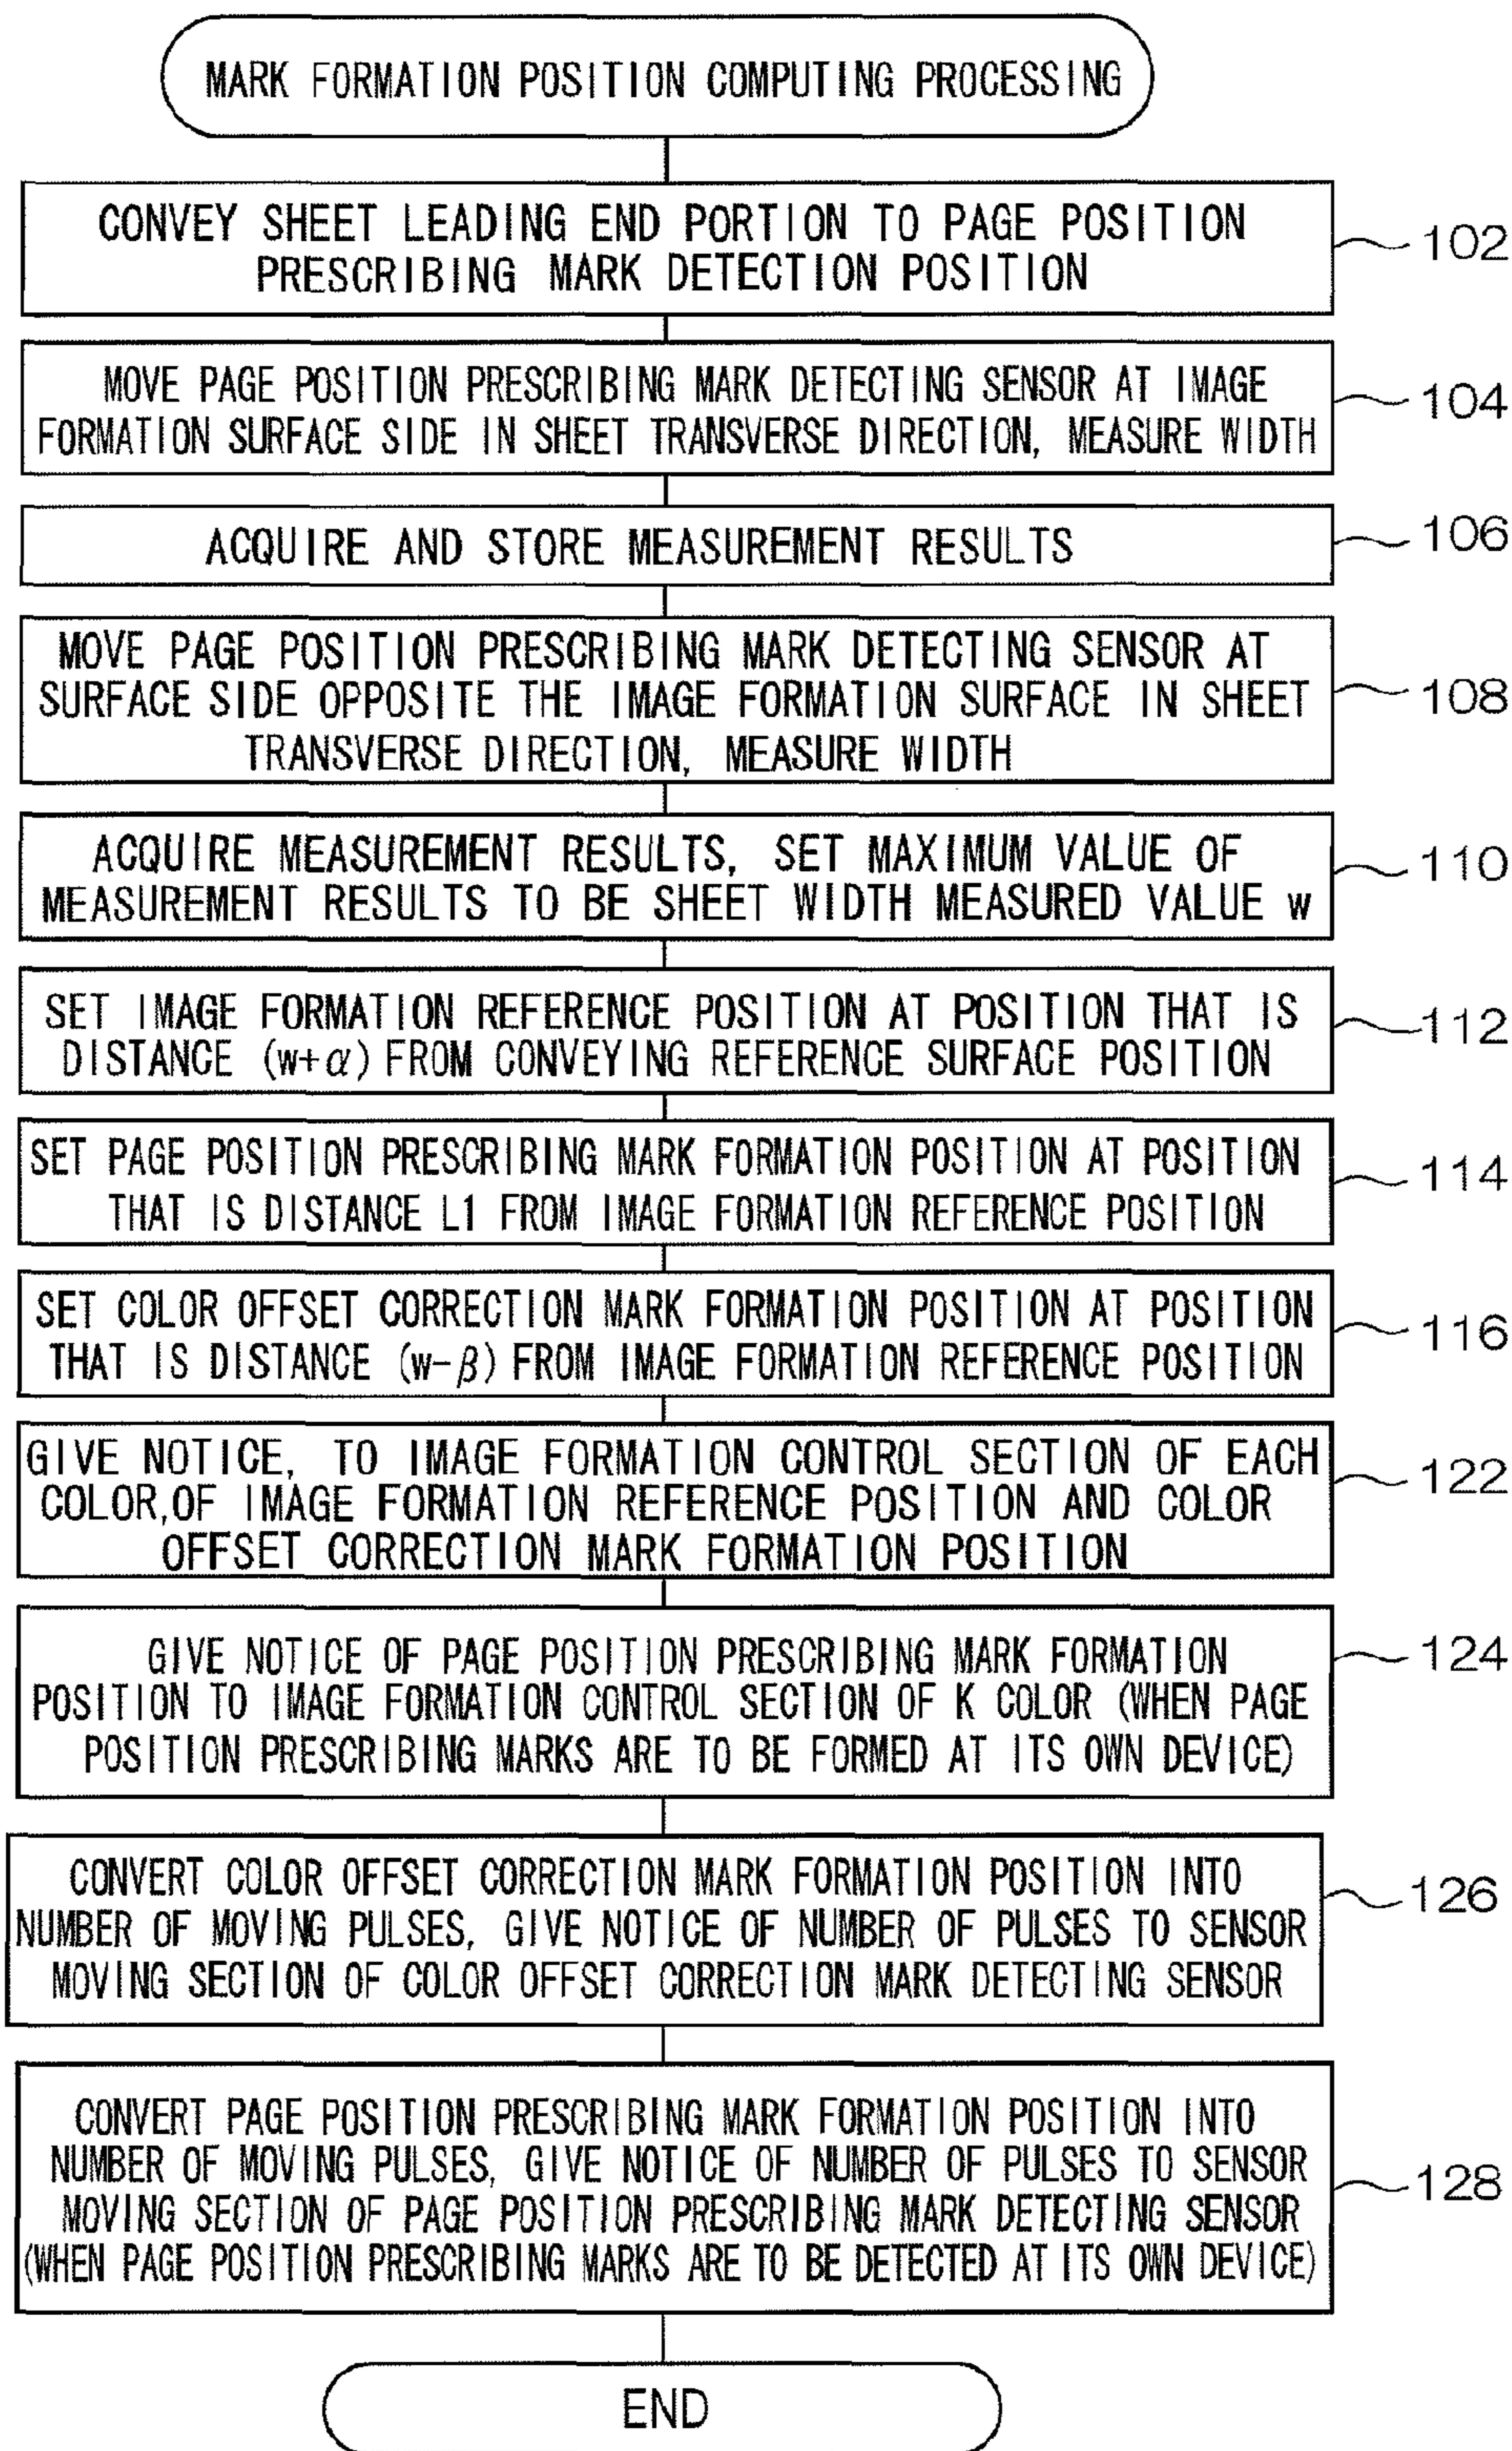 MARK FORMATION POSITION COMPUTING PROCESSING
CONVEY SHEET LEADING END PORTION TO PAGE POSITION
PRESCRIBING MARK DETECTION POSITION
102
MOVE PAGE POSITION PRESCRIBING MARK DETECTING SENSOR AT IMAGE
FORMATION SURFACE SIDE IN SHEET TRANSVERSE DIRECTION, MEASURE WIDTH
104
ACQUIRE AND STORE MEASUREMENT RESULTS
106
MOVE PAGE POSITION PRESCRIBING MARK DETECTING SENSOR AT
SURFACE SIDE OPPOSITE THE IMAGE FORMATION SURFACE IN SHEET
TRANSVERSE DIRECTION, MEASURE WIDTH
108
ACQUIRE MEASUREMENT RESULTS, SET MAXIMUM VALUE OF
MEASUREMENT RESULTS TO BE SHEET WIDTH MEASURED VALUE w
110
SET IMAGE FORMATION REFERENCE POSITION AT POSITION THAT IS
DISTANCE (w+α) FROM CONVEYING REFERENCE SURFACE POSITION
112
SET PAGE POSITION PRESCRIBING MARK FORMATION POSITION AT POSITION
THAT IS DISTANCE L1 FROM IMAGE FORMATION REFERENCE POSITION
114
SET COLOR OFFSET CORRECTION MARK FORMATION POSITION AT POSITION
THAT IS DISTANCE (w-β) FROM IMAGE FORMATION REFERENCE POSITION
116
GIVE NOTICE, TO IMAGE FORMATION CONTROL SECTION OF EACH
COLOR,OF IMAGE FORMATION REFERENCE POSITION AND COLOR
OFFSET CORRECTION MARK FORMATION POSITION
122
GIVE NOTICE OF PAGE POSITION PRESCRIBING MARK FORMATION
POSITION TO IMAGE FORMATION CONTROL SECTION OF K COLOR (WHEN PAGE
POSITION PRESCRIBING MARKS ARE TO BE FORMED AT ITS OWN DEVICE)
124
CONVERT COLOR OFFSET CORRECTION MARK FORMATION POSITION INTO
NUMBER OF MOVING PULSES, GIVE NOTICE OF NUMBER OF PULSES TO SENSOR
MOVING SECTION OF COLOR OFFSET CORRECTION MARK DETECTING SENSOR
126
CONVERT PAGE POSITION PRESCRIBING MARK FORMATION POSITION INTO
NUMBER OF MOVING PULSES, GIVE NOTICE OF NUMBER OF PULSES TO SENSOR
MOVING SECTION OF PAGE POSITION PRESCRIBING MARK DETECTING SENSOR
(WHEN PAGE POSITION PRESCRIBING MARKS ARE TO BE DETECTED AT ITS OWN DEVICE)
128
END